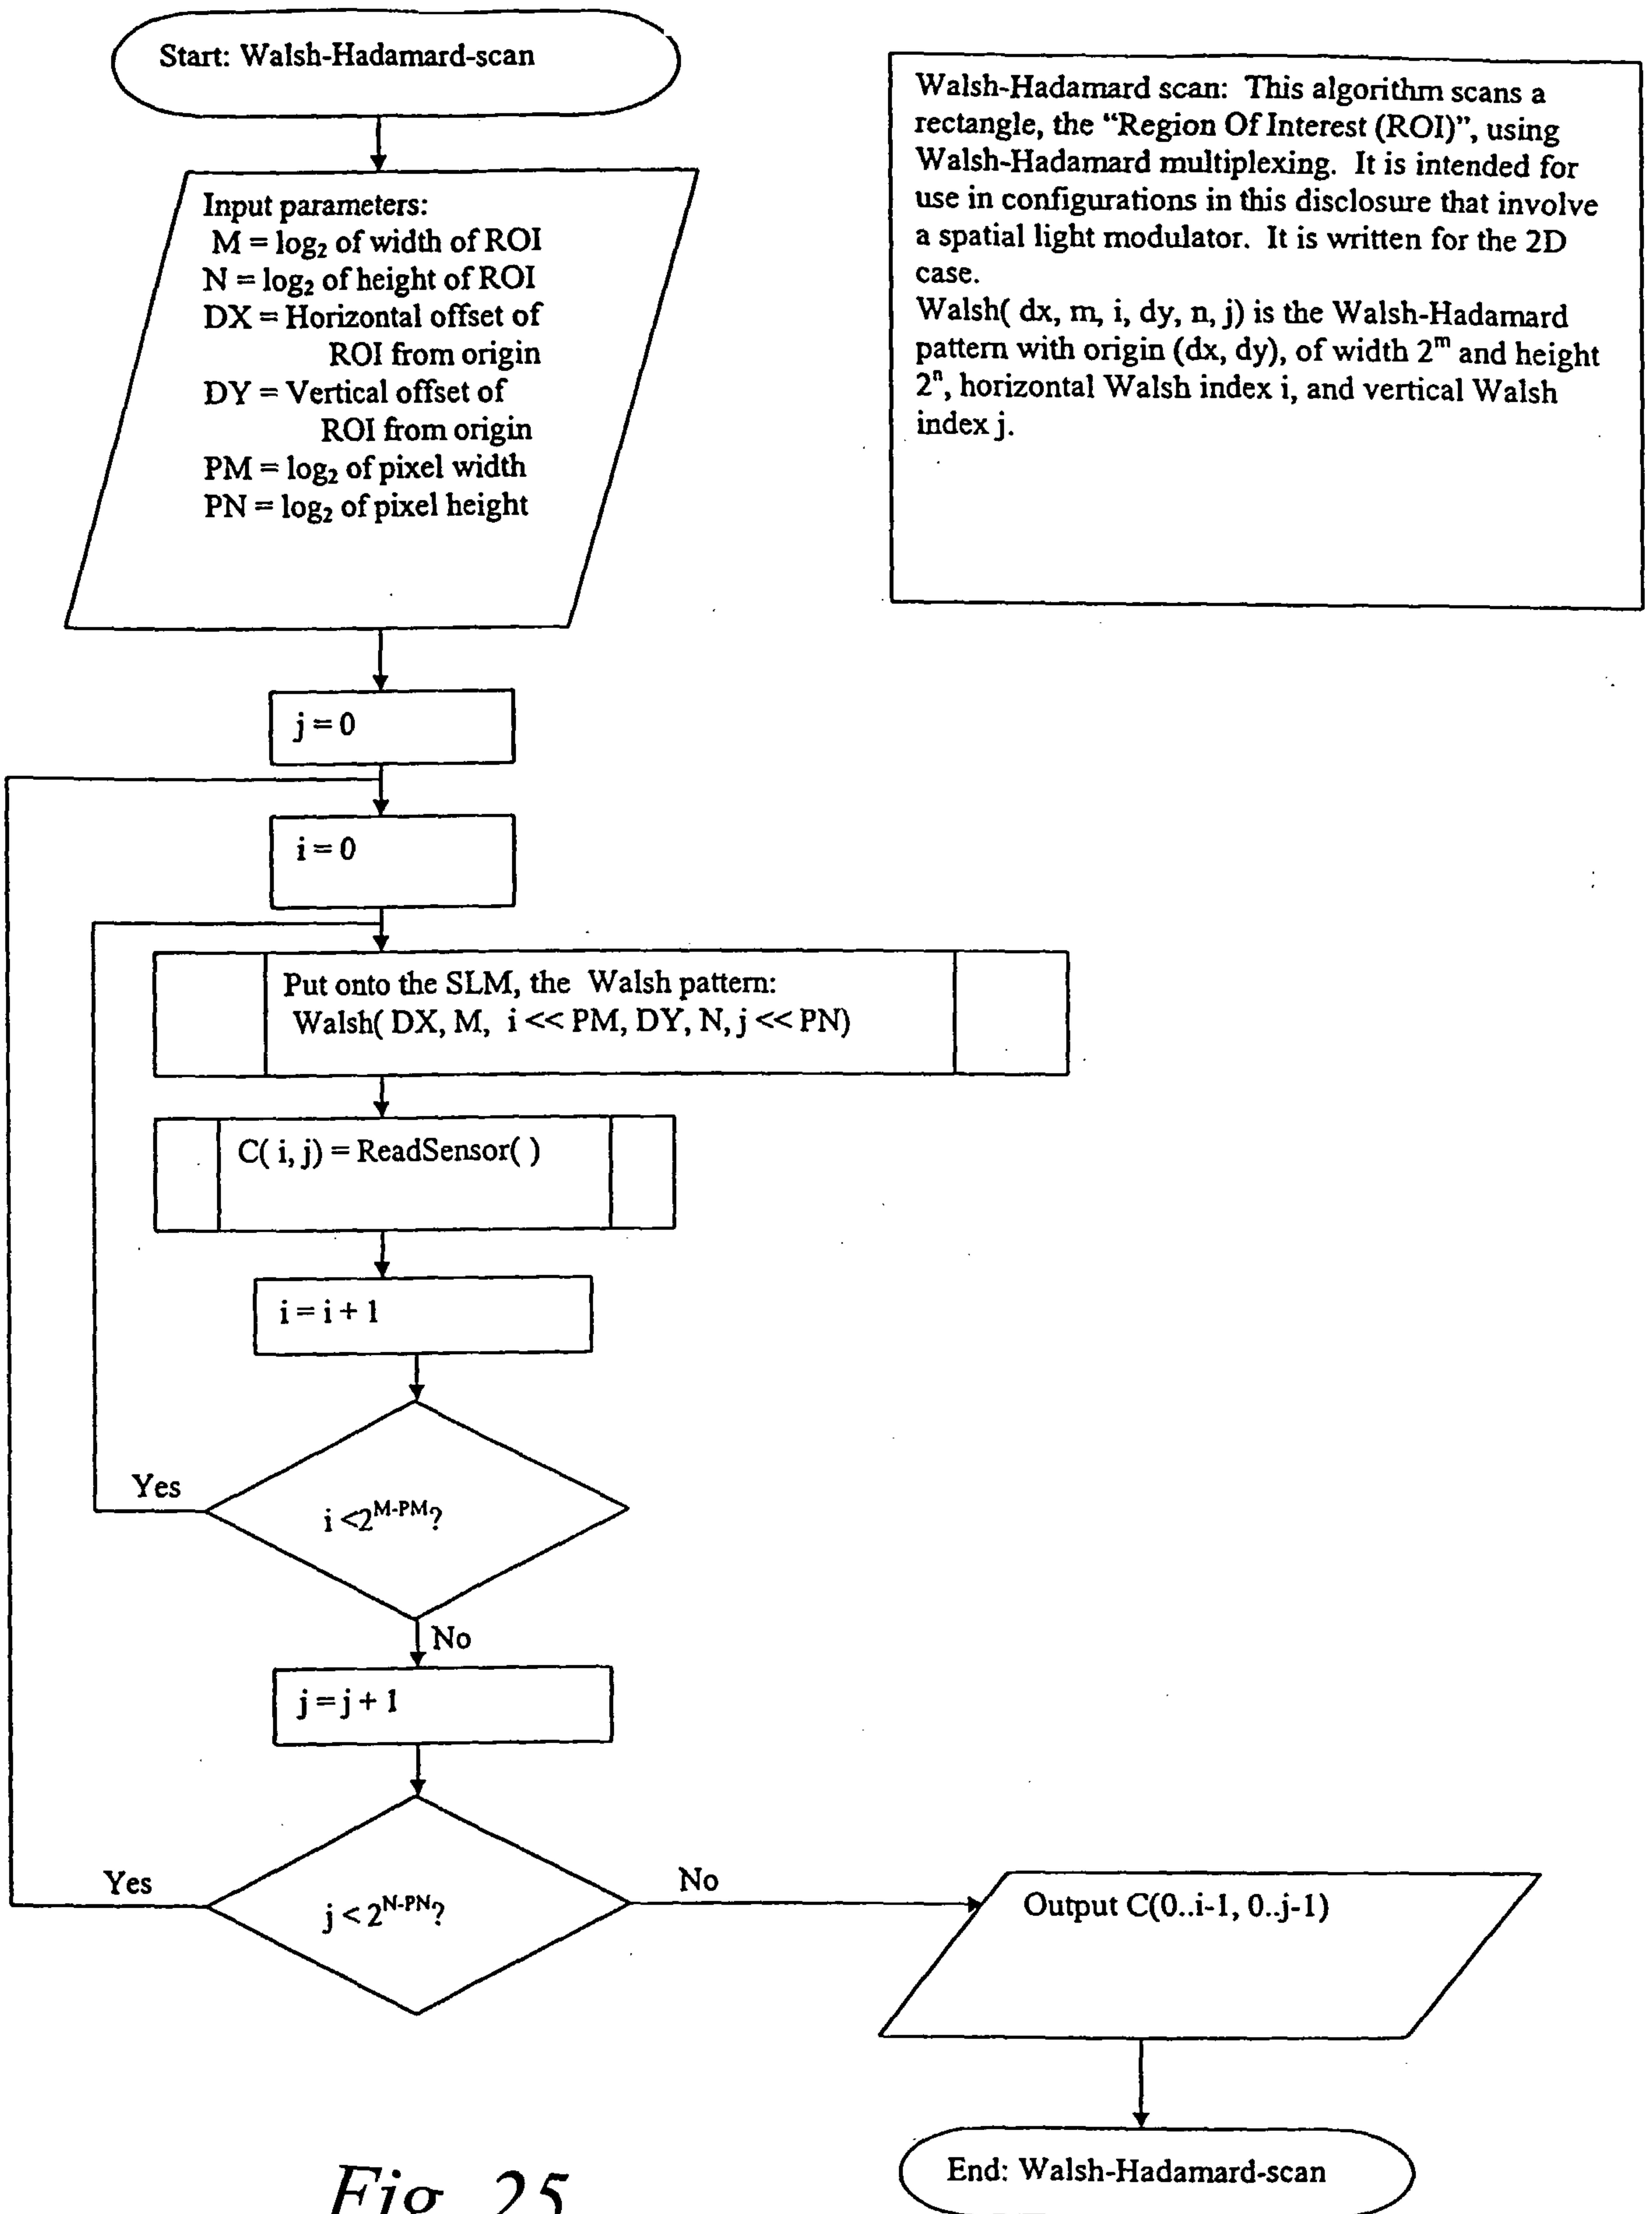 Start: Walsh-Hadamard-scan
Input parameters:
M = log₂ of width of ROI
N = log₂ of height of ROI
DX = Horizontal offset of
ROI from origin
DY = Vertical offset of
ROI from origin
PM = log₂ of pixel width
PN = log₂ of pixel height
Walsh-Hadamard scan: This algorithm scans a
rectangle, the “Region Of Interest (ROI)”, using
Walsh-Hadamard multiplexing. It is intended for
use in configurations in this disclosure that involve
a spatial light modulator. It is written for the 2D
case.
Walsh( dx, m, i, dy, n, j) is the Walsh-Hadamard
pattern with origin (dx, dy), of width 2ᵐ and height
2ⁿ, horizontal Walsh index i, and vertical Walsh
index j.
j = 0
i = 0
Put onto the SLM, the Walsh pattern:
Walsh( DX, M, i << PM, DY, N, j << PN)
C( i, j) = ReadSensor( )
i = i + 1
i <2^M-PM?
Yes
No
j = j + 1
j < 2^N-PN?
Yes
No
Output C(0..i-1, 0..j-1)
End: Walsh-Hadamard-scan
Fig. 25